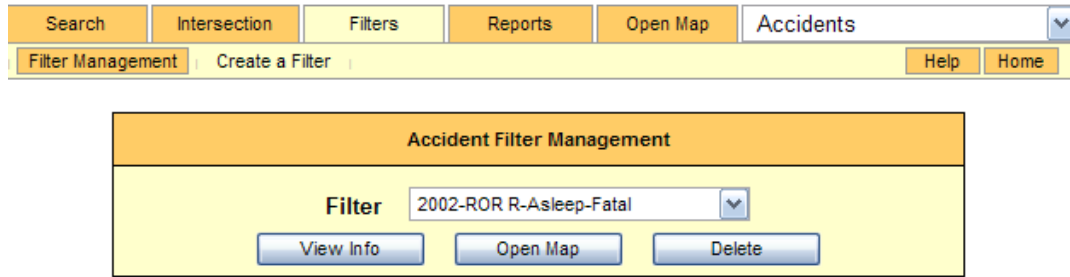 Search Intersection Filters Reports Open Map Accidents
Filter Management Create a Filter Help Home
Accident Filter Management
Filter 2002-ROR R-Asleep-Fatal
View Info Open Map Delete